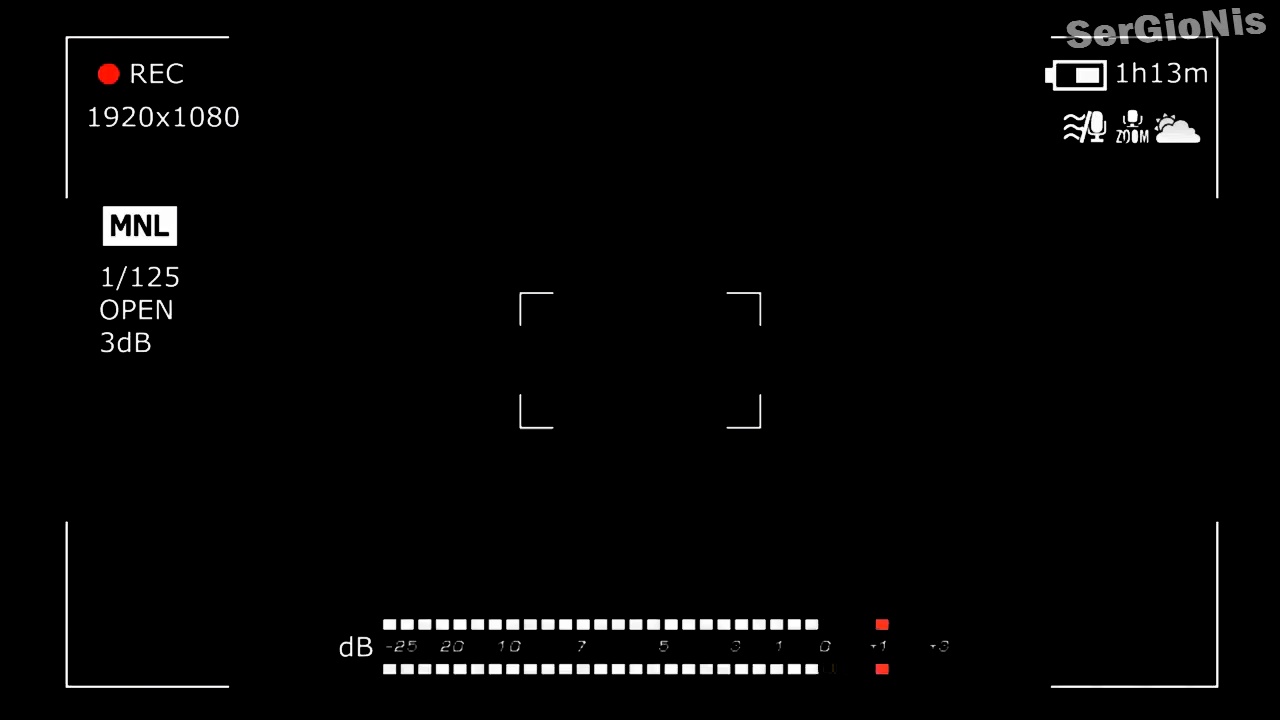 SerGioNis
REC
1h13m
1920x1080
ZOOM
MNL
1/125
OPEN
3dB
dB -25 20 10 7 5 3 1 0 +1 +3